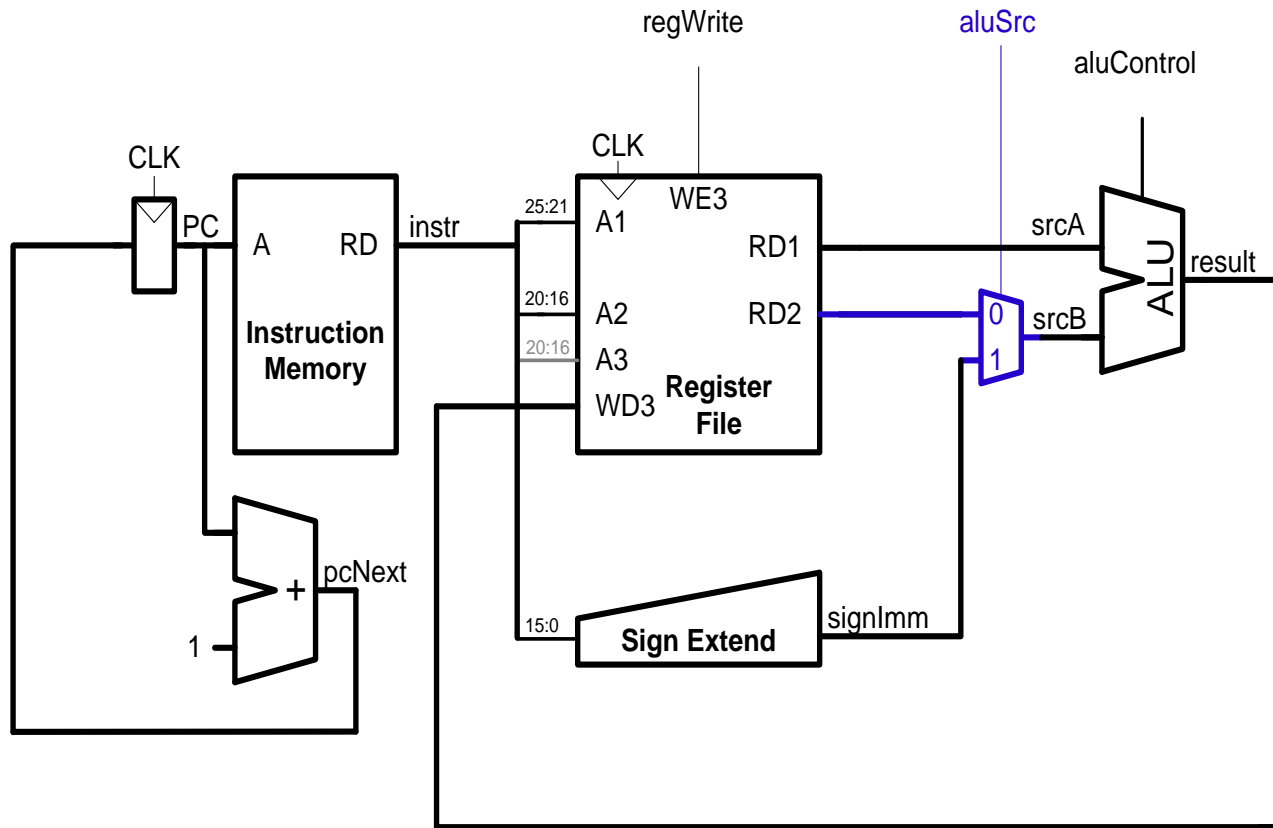 regWrite
aluSrc
aluControl
CLK
CLK
PC
A
RD
Instruction
Memory
instr
25:21
20:16
20:16
A1
A2
A3
WD3
WE3
RD1
RD2
Register
File
0
1
srcA
srcB
ALU
result
+
1
pcNext
15:0
Sign Extend
signImm